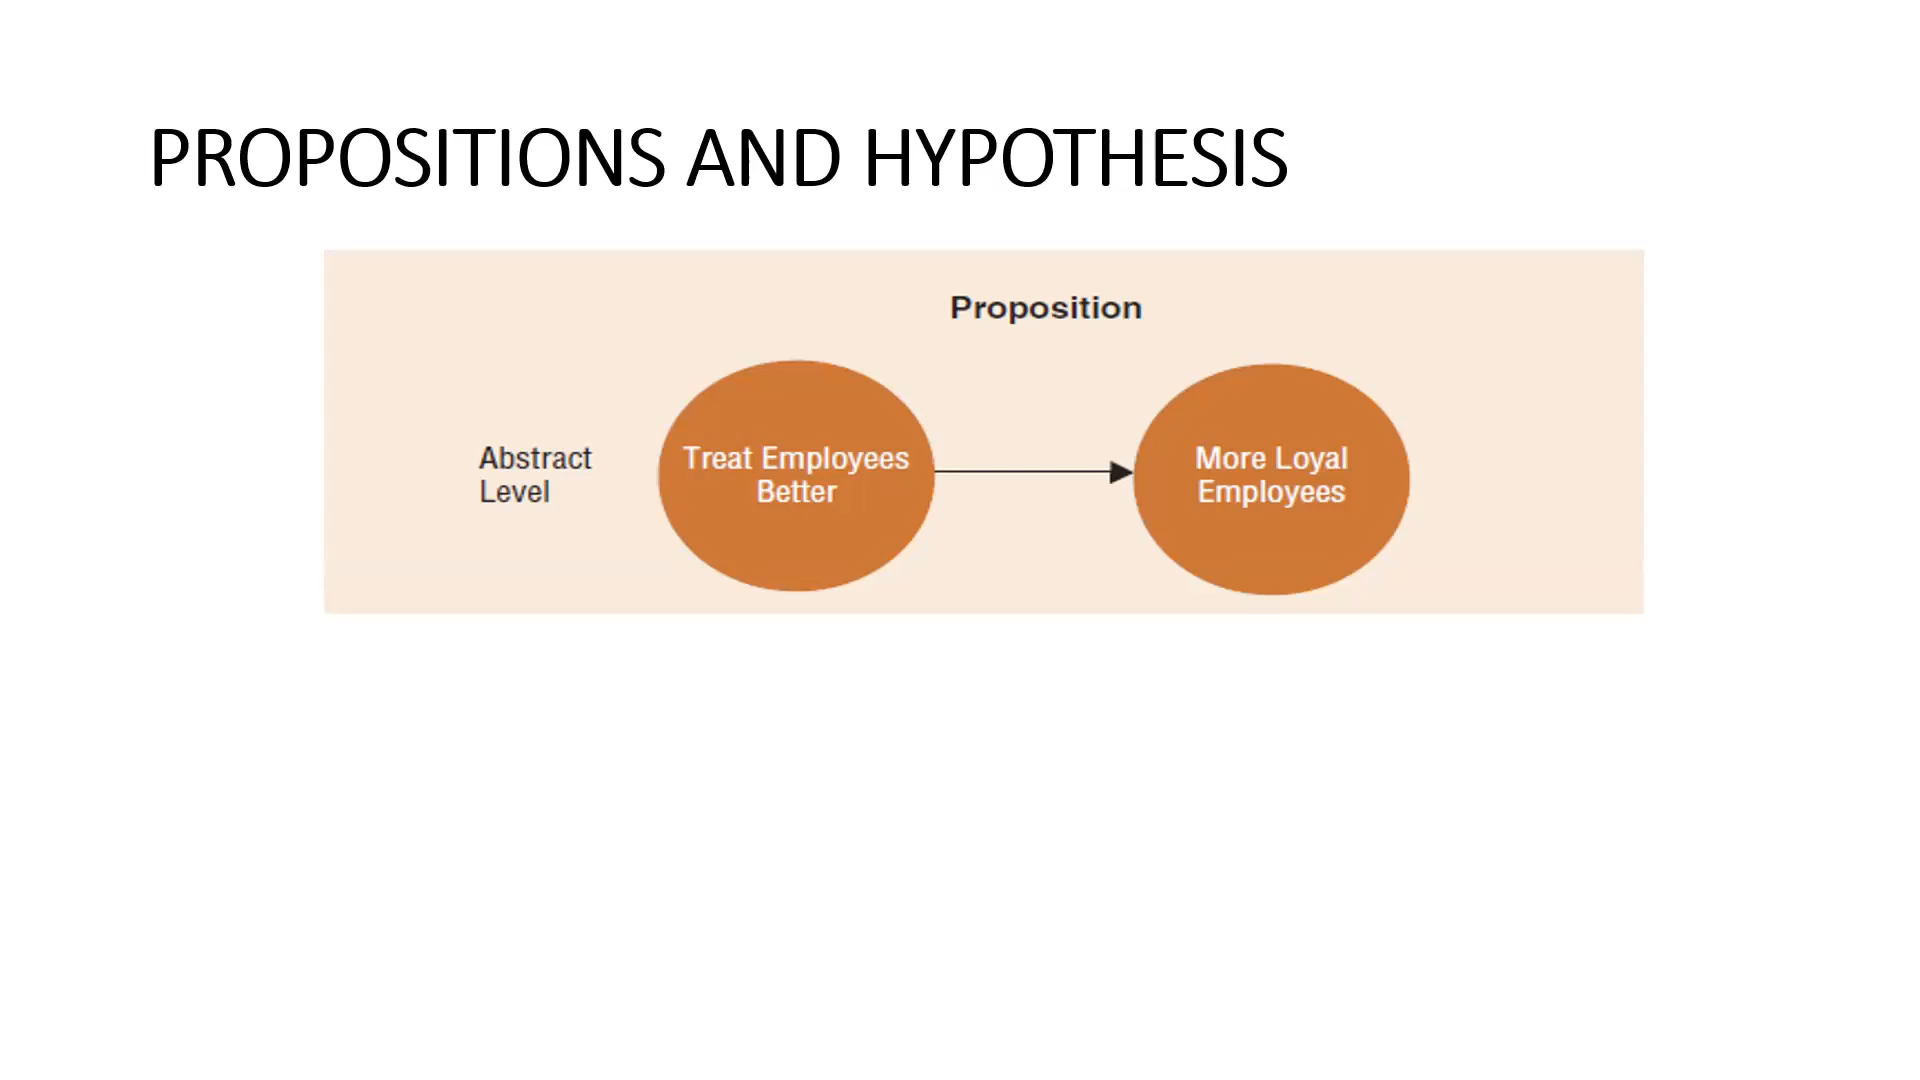 PROPOSITIONS AND HYPOTHESIS
Proposition
Abstract
Level
Treat Employees
Better
More Loyal
Employees